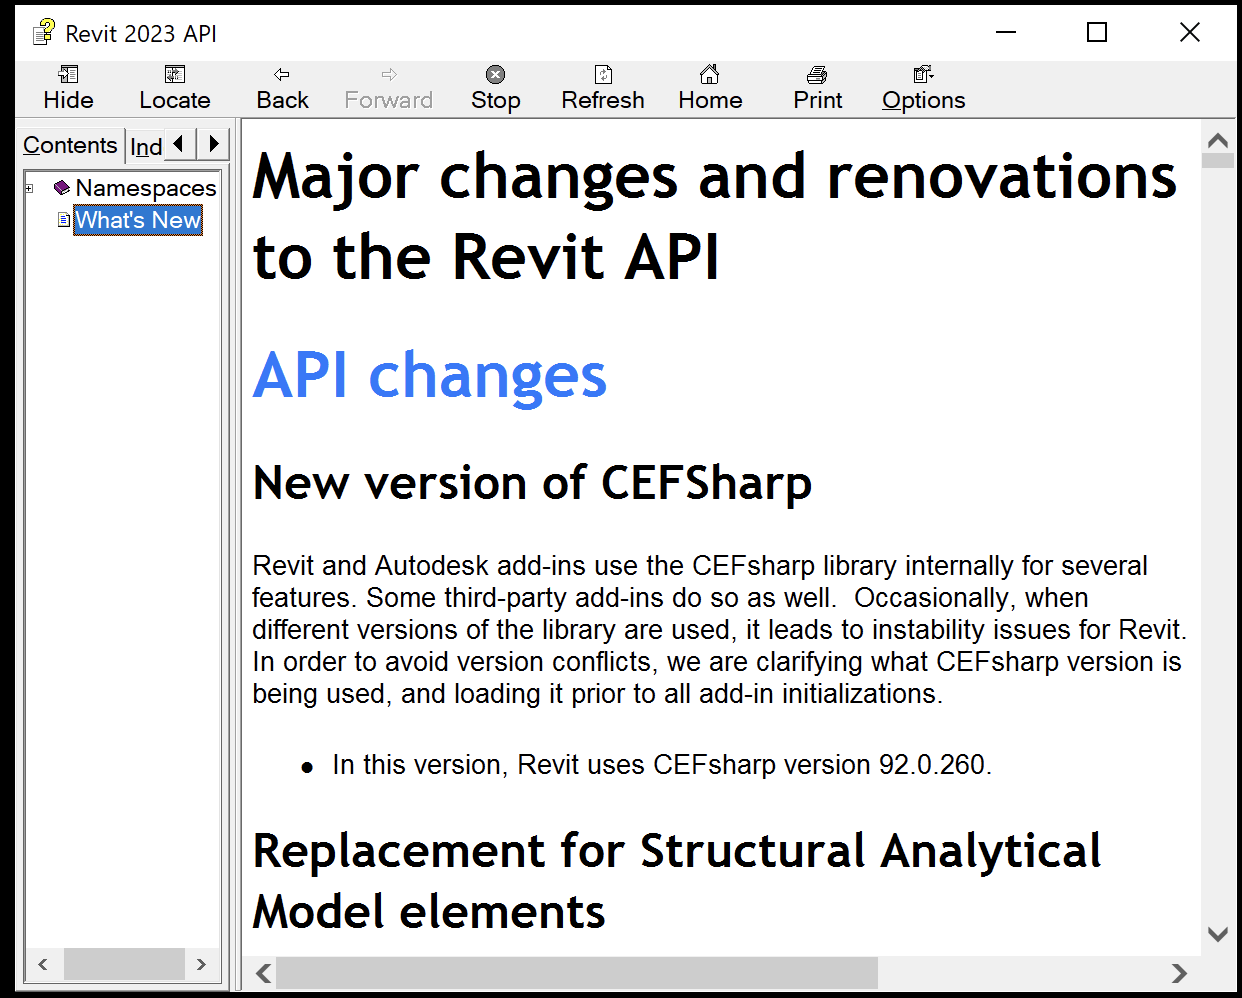 Revit 2023 API
Hide Locate Back Forward Stop Refresh Home Print Options
Contents Ind
Namespaces
What's New
Major changes and renovations
to the Revit API
API changes
New version of CEFSharp
Revit and Autodesk add-ins use the CEFsharp library internally for several
features. Some third-party add-ins do so as well.  Occasionally, when
different versions of the library are used, it leads to instability issues for Revit.
In order to avoid version conflicts, we are clarifying what CEFsharp version is
being used, and loading it prior to all add-in initializations.
● In this version, Revit uses CEFsharp version 92.0.260.
Replacement for Structural Analytical
Model elements